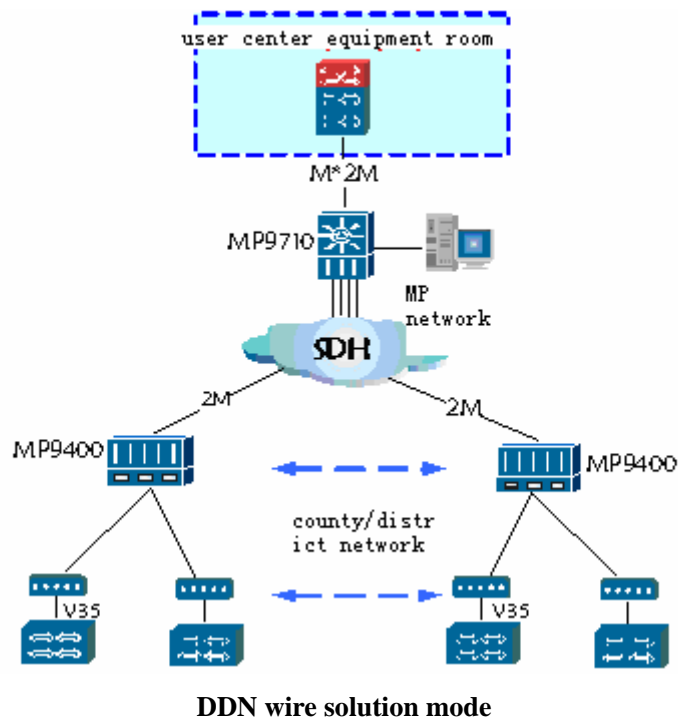 user center equipment room
M*2M
MP9710
MP
network
SDH
2M
2M
MP9400
MP9400
county/distr
ict network
V35
V35
DDN wire solution mode